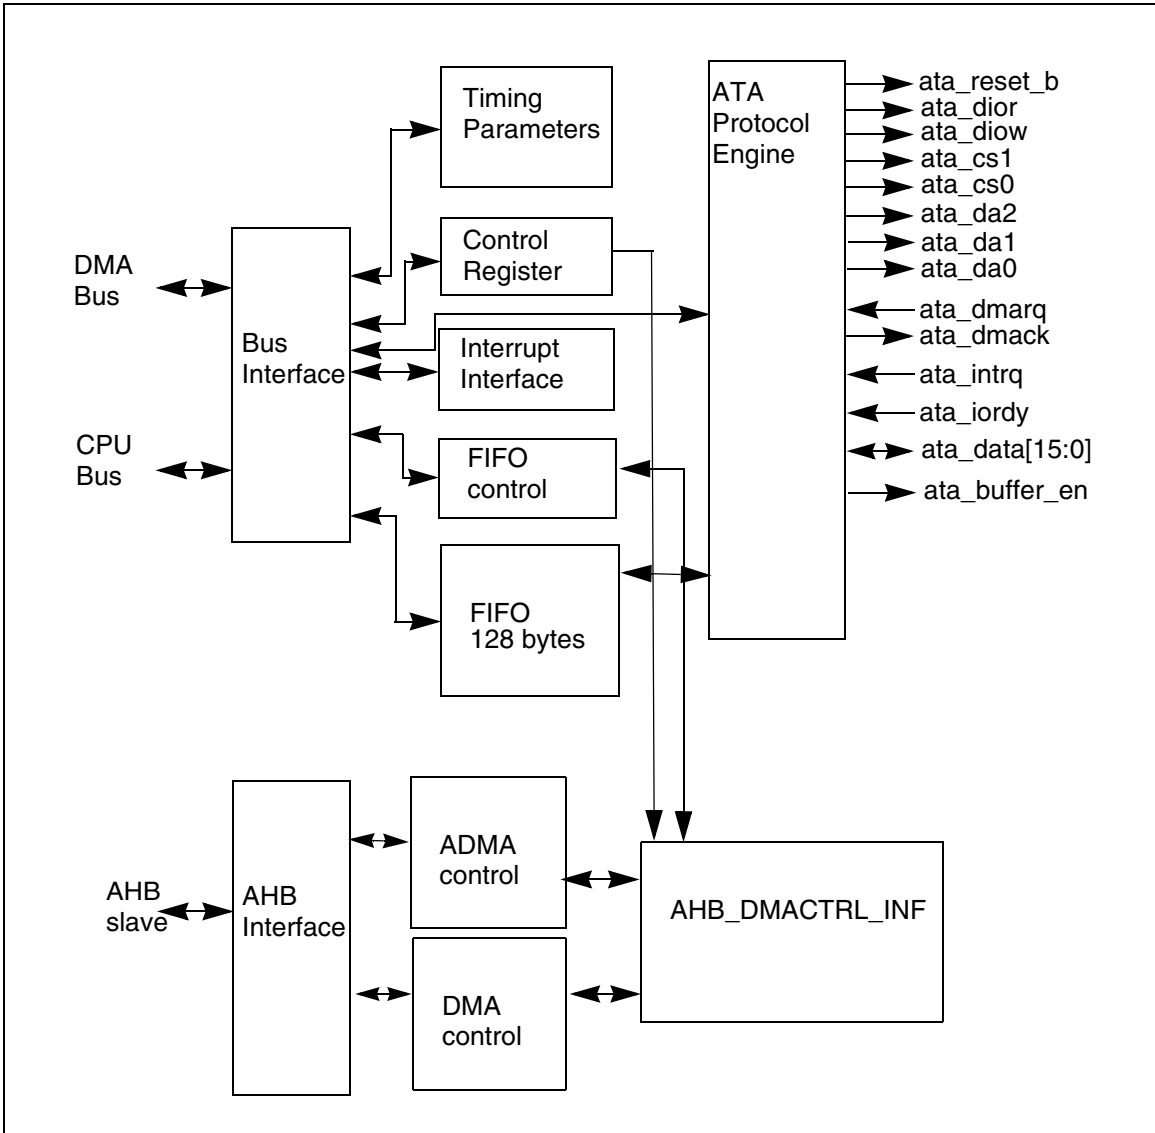 Timing
Parameters
Control
Register
Interrupt
Interface
FIFO
control
FIFO
128 bytes
DMA
Bus
CPU
Bus
Bus
Interface
ATA
Protocol
Engine
ata_reset_b
ata_dior
ata_diow
ata_cs1
ata_cs0
ata_da2
ata_da1
ata_da0
ata_dmarq
ata_dmack
ata_intrq
ata_iordy
ata_data[15:0]
ata_buffer_en
AHB
slave
AHB
Interface
ADMA
control
DMA
control
AHB_DMACTRL_INF